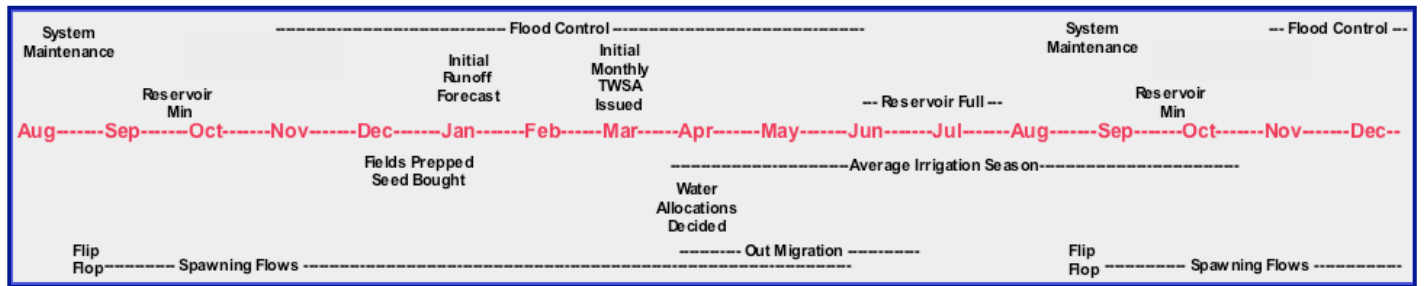 System
Maintenance
--- Flood Control ---
System
Maintenance
--- Flood Control ---
Initial
Runoff
Forecast
Initial
Monthly
TWSA
Issued
Reservoir
Min
--- Reservoir Full ---
Reservoir
Min
Aug-------Sep-------Oct-------Nov-------Dec-------Jan-------Feb------Mar------Apr-------May-------Jun-------Jul-------Aug-------Sep-------Oct-------Nov-------Dec--
Fields Prepped
Seed Bought
--- Average Irrigation Season ---
Water
Allocations
Decided
Flip
Flop--- Spawning Flows ---
--- Out Migration ---
Flip
Flop --- Spawning Flows ---